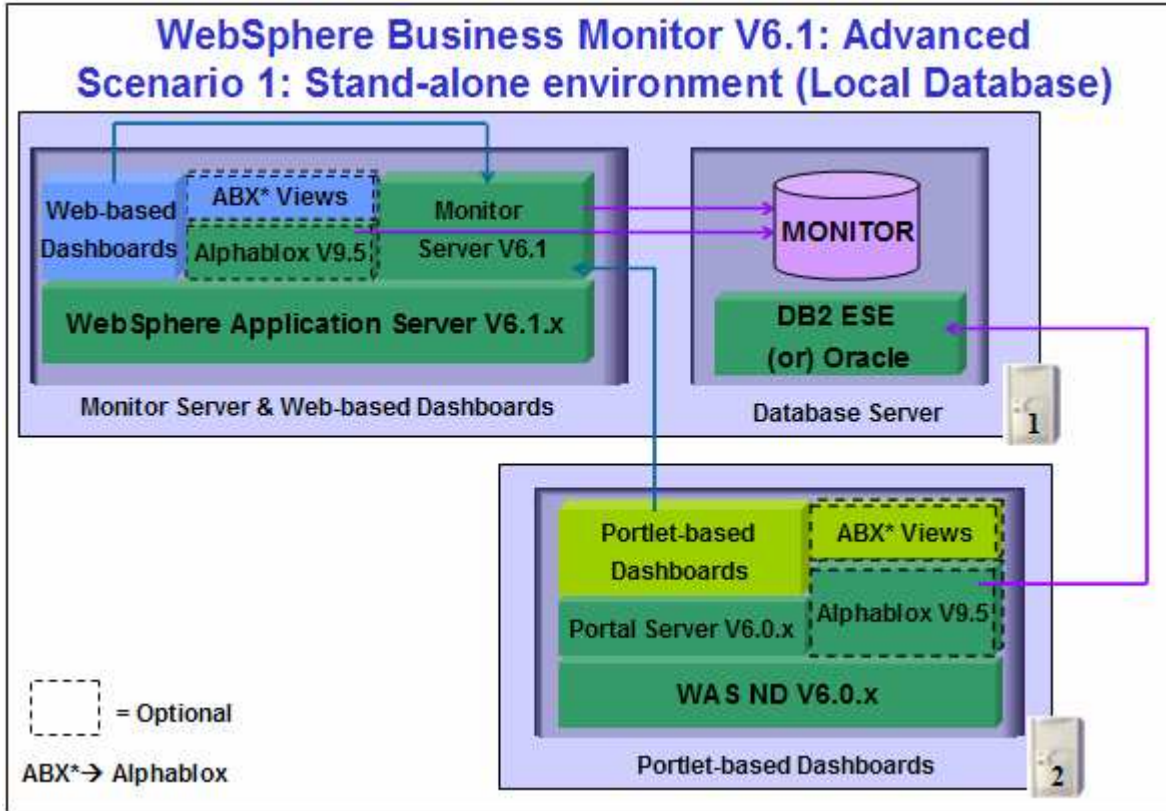 WebSphere Business Monitor V6.1: Advanced
Scenario 1: Stand-alone environment (Local Database)
Web-based
Dashboards
ABX* Views
Alphablox V9.5
Monitor
Server V6.1
WebSphere Application Server V6.1.x
Monitor Server & Web-based Dashboards
MONITOR
DB2 ESE
(or) Oracle
Database Server
1
Portlet-based
Dashboards
ABX* Views
Portal Server V6.0.x
Alphablox V9.5
WAS ND V6.0.x
Portlet-based Dashboards
2
= Optional
ABX*→ Alphablox